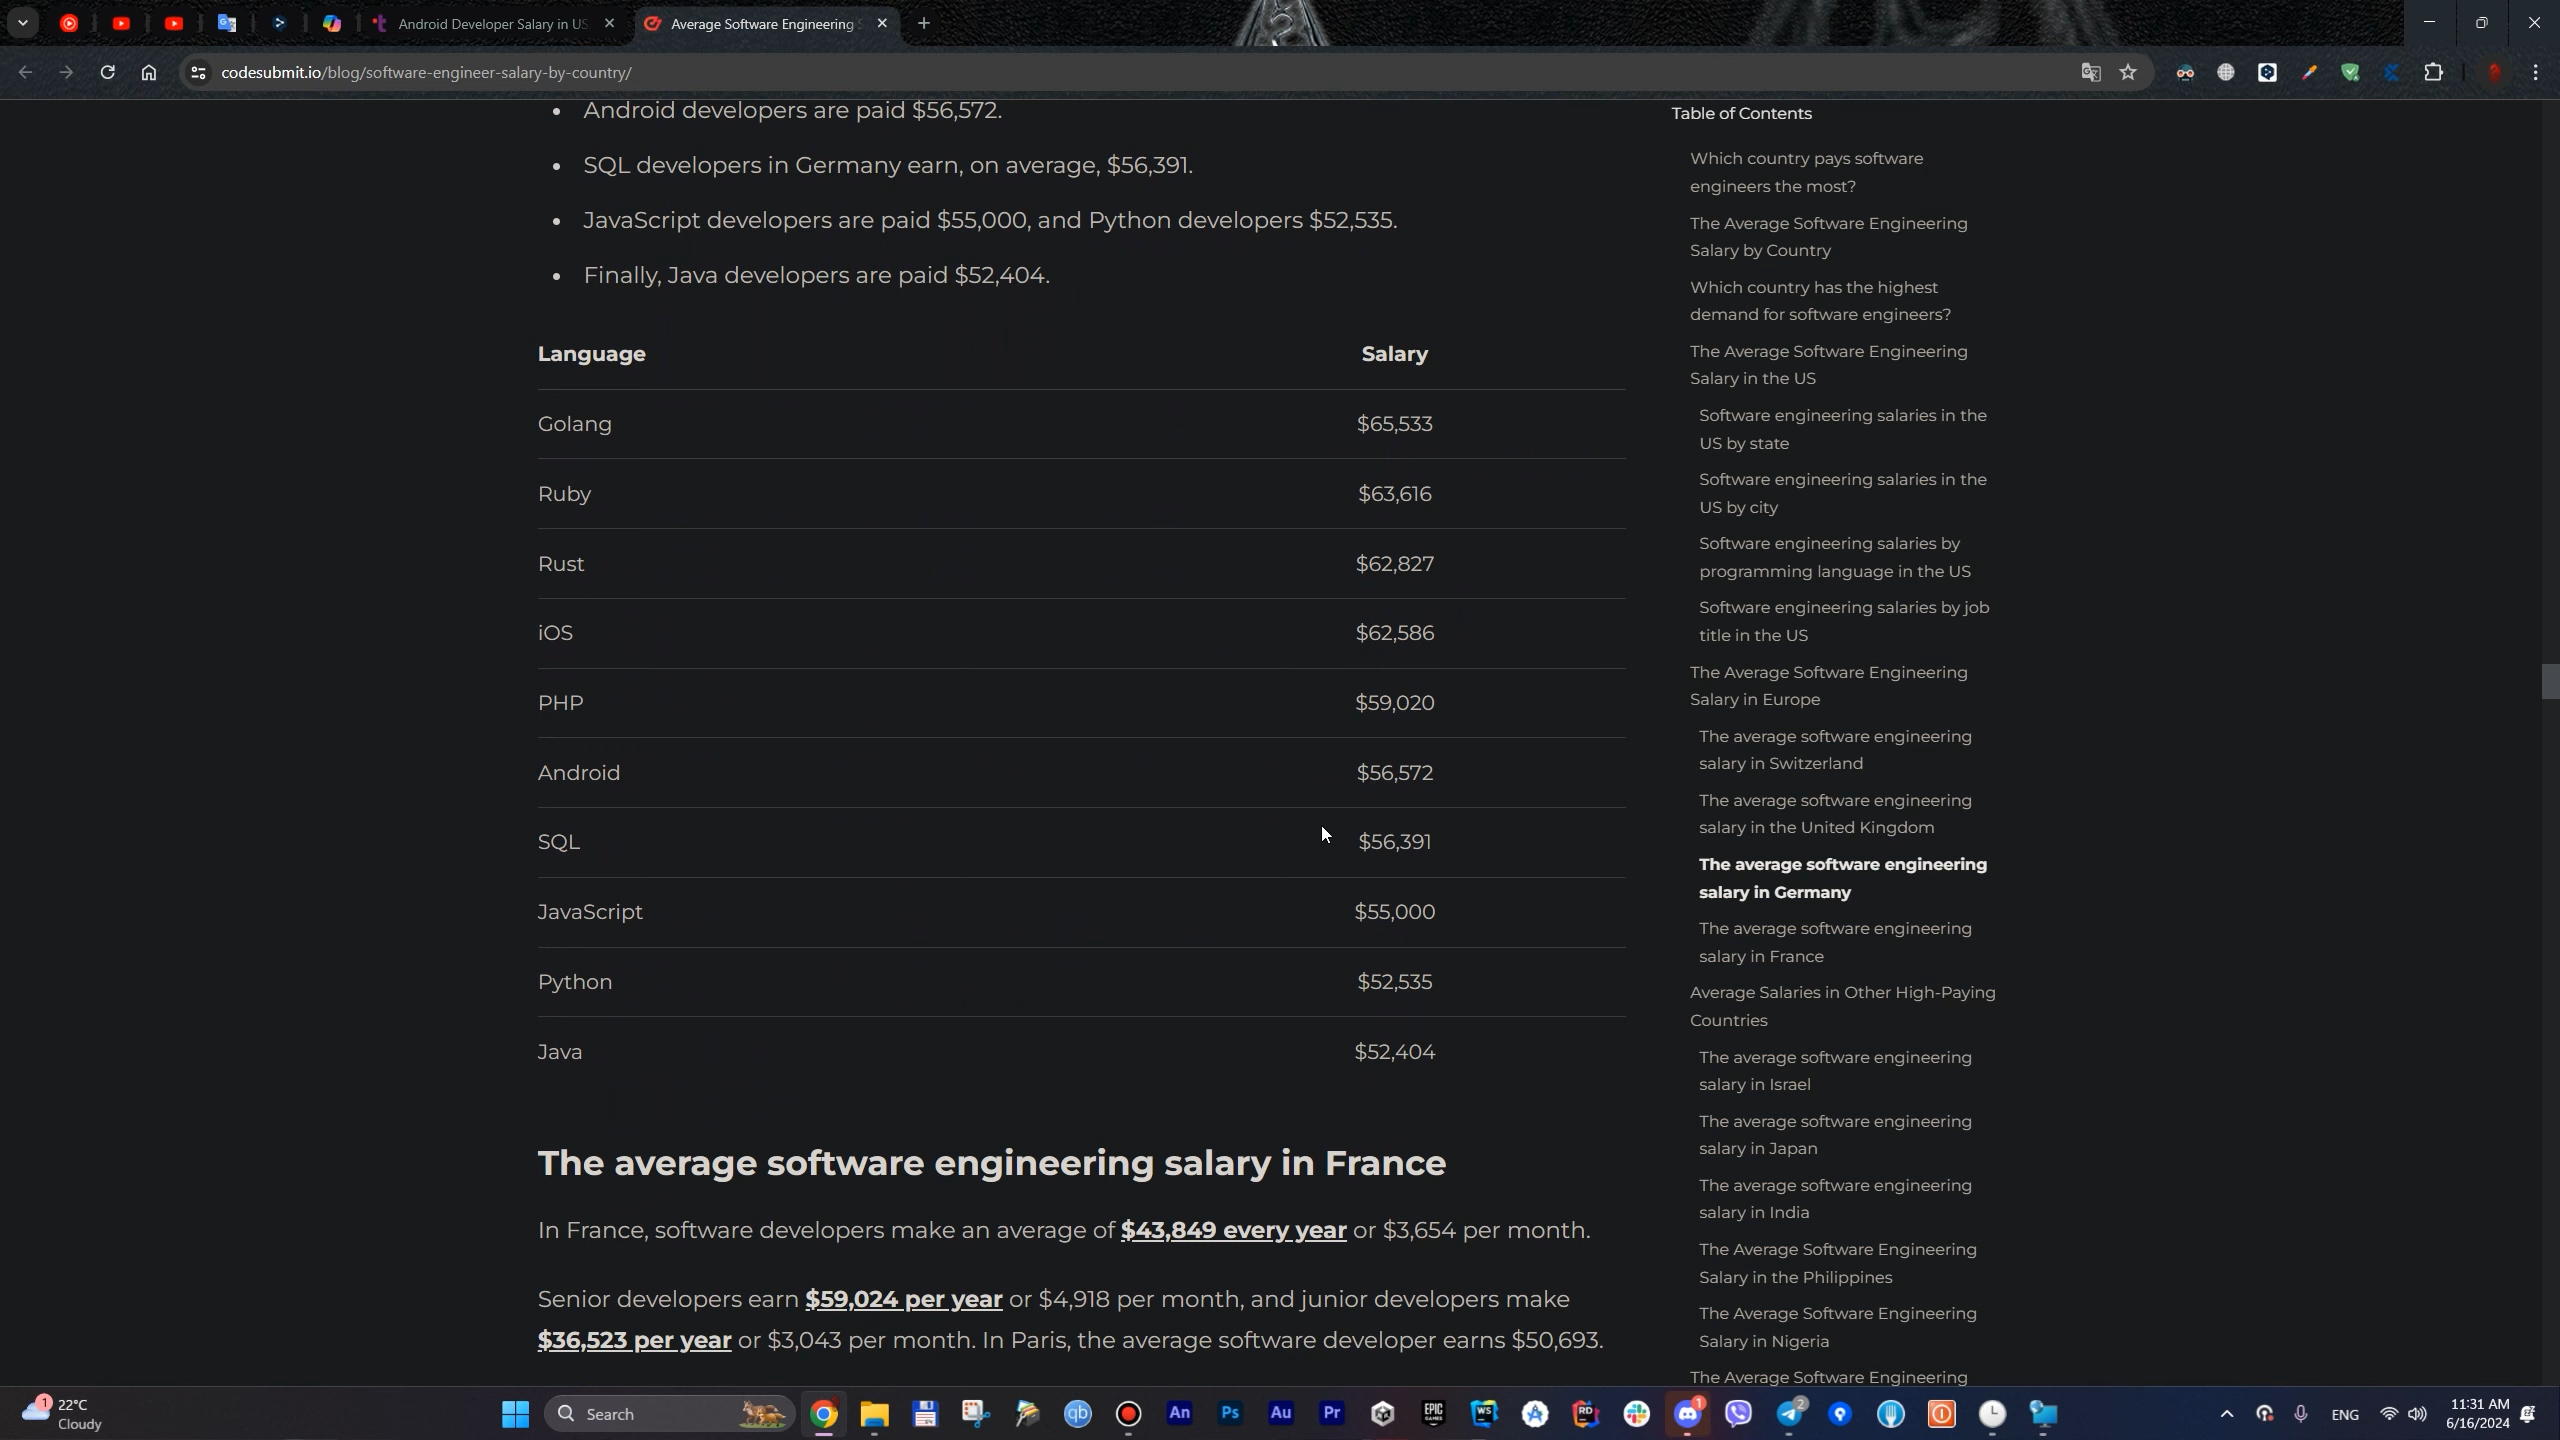 Android Developer Salary in US
Average Software Engineering S
codesubmit.io/blog/software-engineer-salary-by-country/
Android developers are paid $56,572.
SQL developers in Germany earn, on average, $56,391.
JavaScript developers are paid $55,000, and Python developers $52,535.
Finally, Java developers are paid $52,404.
Language Salary
Golang $65,533
Ruby $63,616
Rust $62,827
iOS $62,586
PHP $59,020
Android $56,572
SQL $56,391
JavaScript $55,000
Python $52,535
Java $52,404
The average software engineering salary in France
In France, software developers make an average of $43,849 every year or $3,654 per month.
Senior developers earn $59,024 per year or $4,918 per month, and junior developers make
$36,523 per year or $3,043 per month. In Paris, the average software developer earns $50,693.
Table of Contents
Which country pays software
engineers the most?
The Average Software Engineering
Salary by Country
Which country has the highest
demand for software engineers?
The Average Software Engineering
Salary in the US
Software engineering salaries in the
US by state
Software engineering salaries in the
US by city
Software engineering salaries by
programming language in the US
Software engineering salaries by job
title in the US
The Average Software Engineering
Salary in Europe
The average software engineering
salary in Switzerland
The average software engineering
salary in the United Kingdom
The average software engineering
salary in Germany
The average software engineering
salary in France
Average Salaries in Other High-Paying
Countries
The average software engineering
salary in Israel
The average software engineering
salary in Japan
The average software engineering
salary in India
The Average Software Engineering
Salary in the Philippines
The Average Software Engineering
Salary in Nigeria
The Average Software Engineering
1
22°C
Cloudy
Search
qb
An
Ps
Au
Pr
EPIC
GAMES
WS
RD
1
2
ENG
11:31 AM
6/16/2024